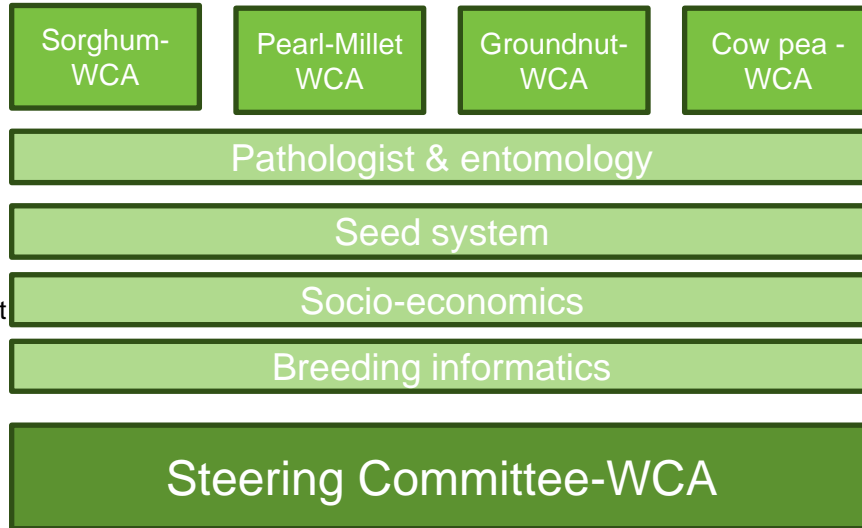 Sorghum-
WCA
Pearl-Millet
WCA
Groundnut-
WCA
Cow pea -
WCA
Pathologist & entomology
Seed system
Socio-economics
t
Breeding informatics
Steering Committee-WCA